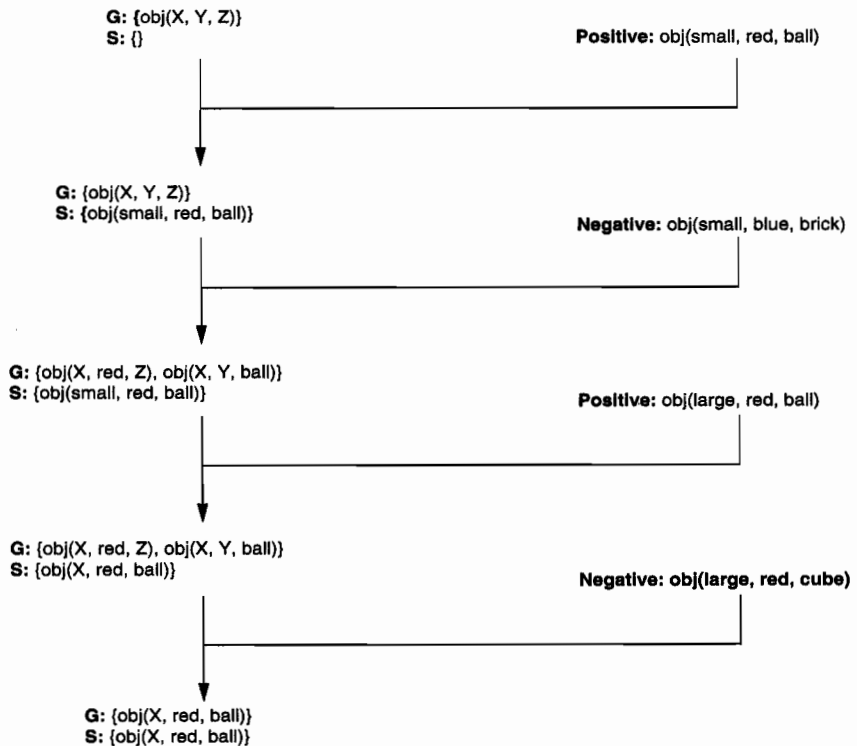 G: {obj(X, Y, Z)}
S: {}
Positive: obj(small, red, ball)
G: {obj(X, Y, Z)}
S: {obj(small, red, ball)}
Negative: obj(small, blue, brick)
G: {obj(X, red, Z), obj(X, Y, ball)}
S: {obj(small, red, ball)}
Positive: obj(large, red, ball)
G: {obj(X, red, Z), obj(X, Y, ball)}
S: {obj(X, red, ball)}
Negative: obj(large, red, cube)
G: {obj(X, red, ball)}
S: {obj(X, red, ball)}